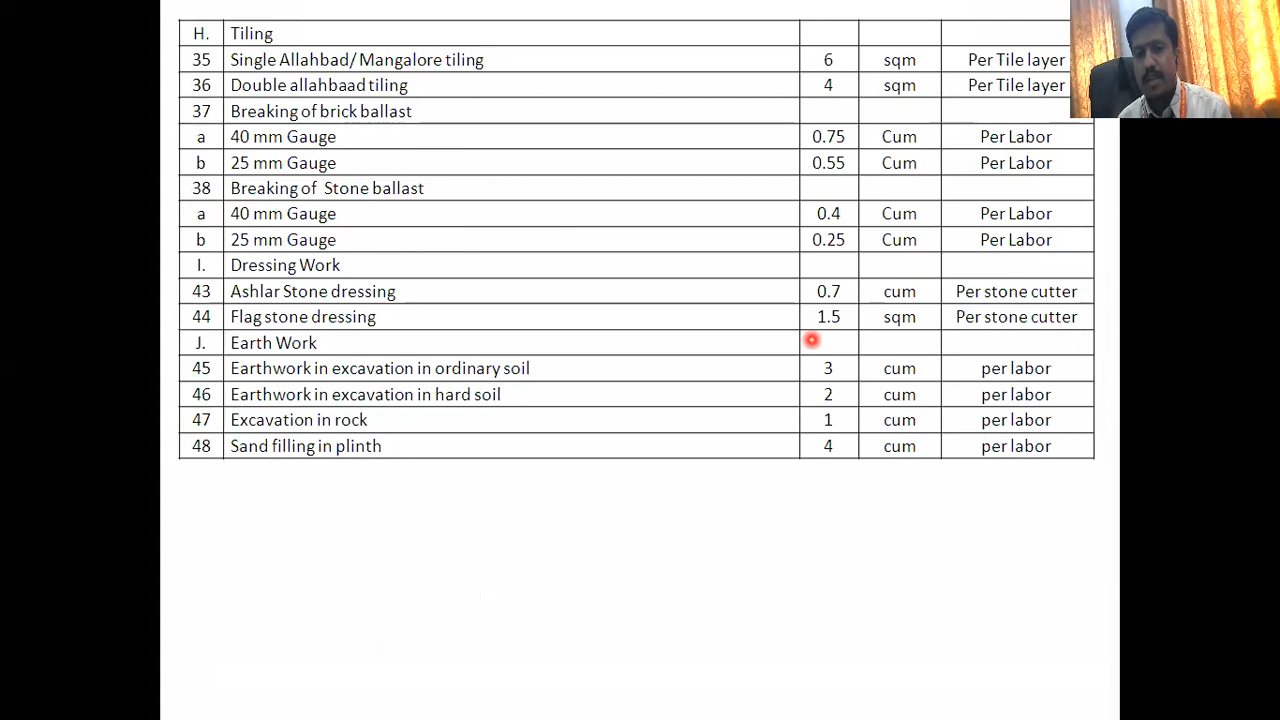 H. Tiling
35 Single Allahbad/ Mangalore tiling 6 sqm Per Tile layer
36 Double allahbaad tiling 4 sqm Per Tile layer
37 Breaking of brick ballast
a 40 mm Gauge 0.75 Cum Per Labor
b 25 mm Gauge 0.55 Cum Per Labor
38 Breaking of Stone ballast
a 40 mm Gauge 0.4 Cum Per Labor
b 25 mm Gauge 0.25 Cum Per Labor
I. Dressing Work
43 Ashlar Stone dressing 0.7 cum Per stone cutter
44 Flag stone dressing 1.5 sqm Per stone cutter
J. Earth Work
45 Earthwork in excavation in ordinary soil 3 cum per labor
46 Earthwork in excavation in hard soil 2 cum per labor
47 Excavation in rock 1 cum per labor
48 Sand filling in plinth 4 cum per labor